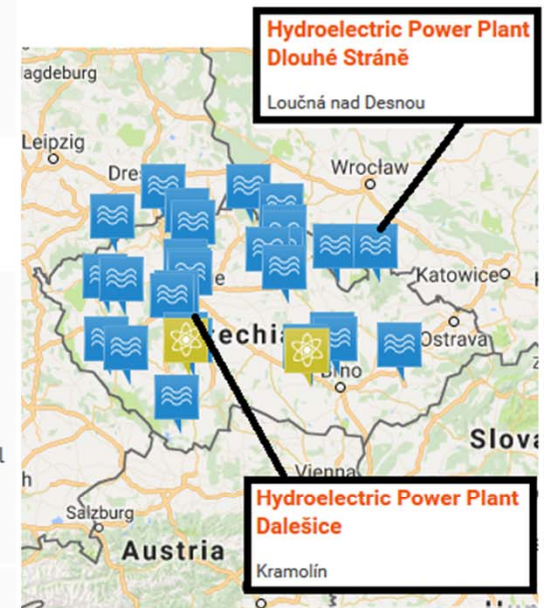 Hydroelectric Power Plant
Dlouhé Stráně
Loučná nad Desnou
agdeburg
Leipzig
Dre
Wrocław
Katowice
e
echi
Ostrava
Brno
Slova
Vienna
Salzburg
Austria
Hydroelectric Power Plant
Dalešice
Kramolín